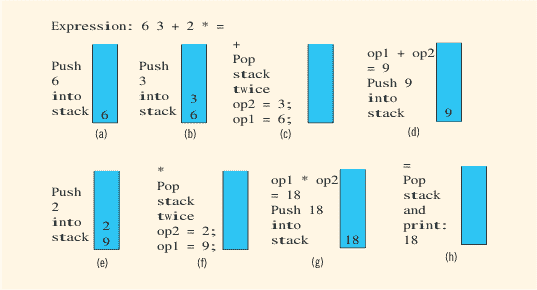 Expression: 6 3 + 2 * =
Push
6
into
stack
6
(a)
Push
3
into
stack
3
6
(b)
+
Pop
stack
twice
op2 = 3;
op1 = 6;
(c)
op1 + op2
= 9
Push 9
into
stack
9
(d)
Push
2
into
stack
2
9
(e)
*
Pop
stack
twice
op2 = 2;
op1 = 9;
(f)
op1 * op2
= 18
Push 18
into
stack
18
(g)
=
Pop
stack
and
print:
18
(h)